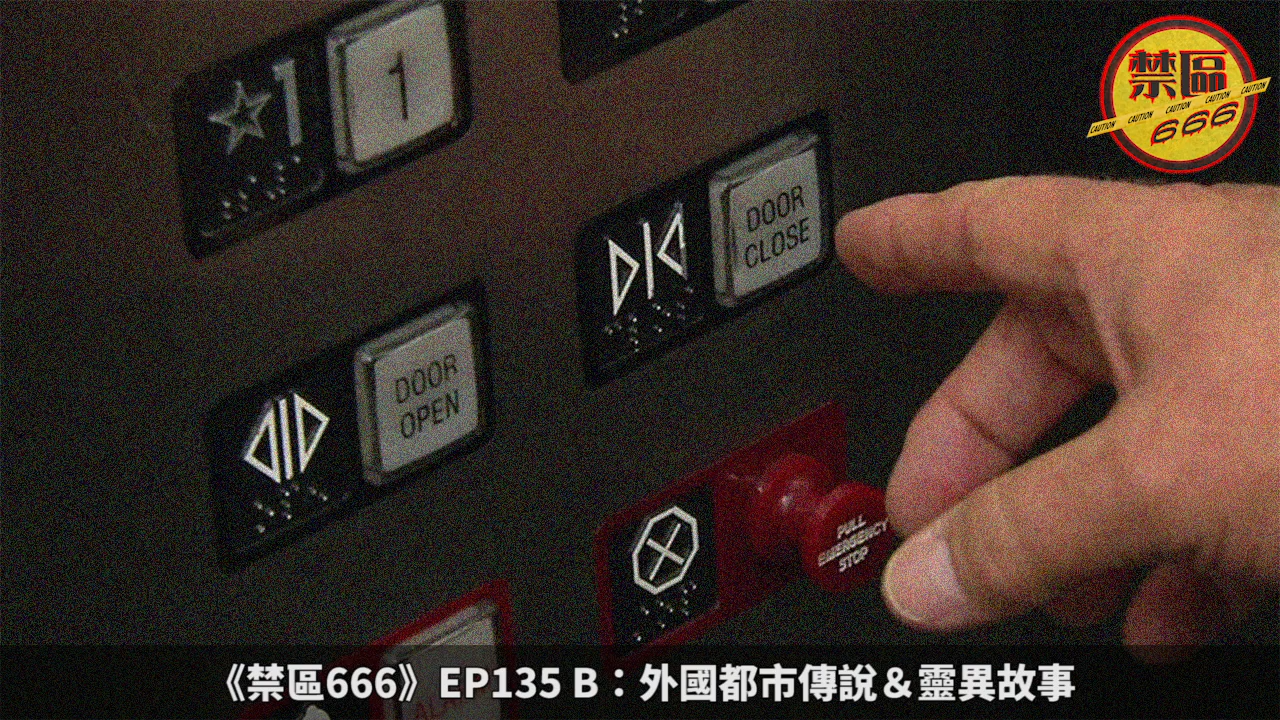 禁區
CAUTION CAUTION CAUTION CAUTION CAUTION
666
★1
1
DOOR
CLOSE
DOOR
OPEN
PULL
EMERGENCY
STOP
《禁區666》EP135 B：外國都市傳說＆靈異故事